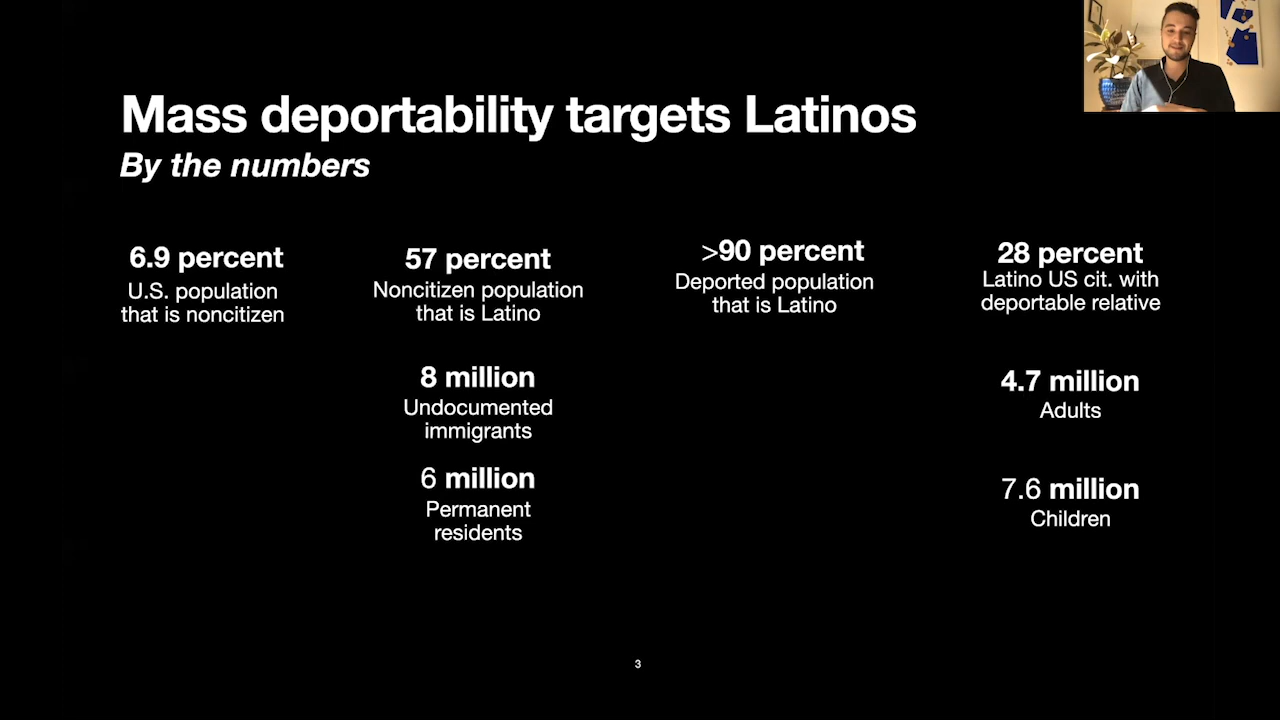 Mass deportability targets Latinos
By the numbers
6.9 percent
U.S. population
that is noncitizen
57 percent
Noncitizen population
that is Latino
8 million
Undocumented
immigrants
6 million
Permanent
residents
>90 percent
Deported population
that is Latino
28 percent
Latino US cit. with
deportable relative
4.7 million
Adults
7.6 million
Children
3